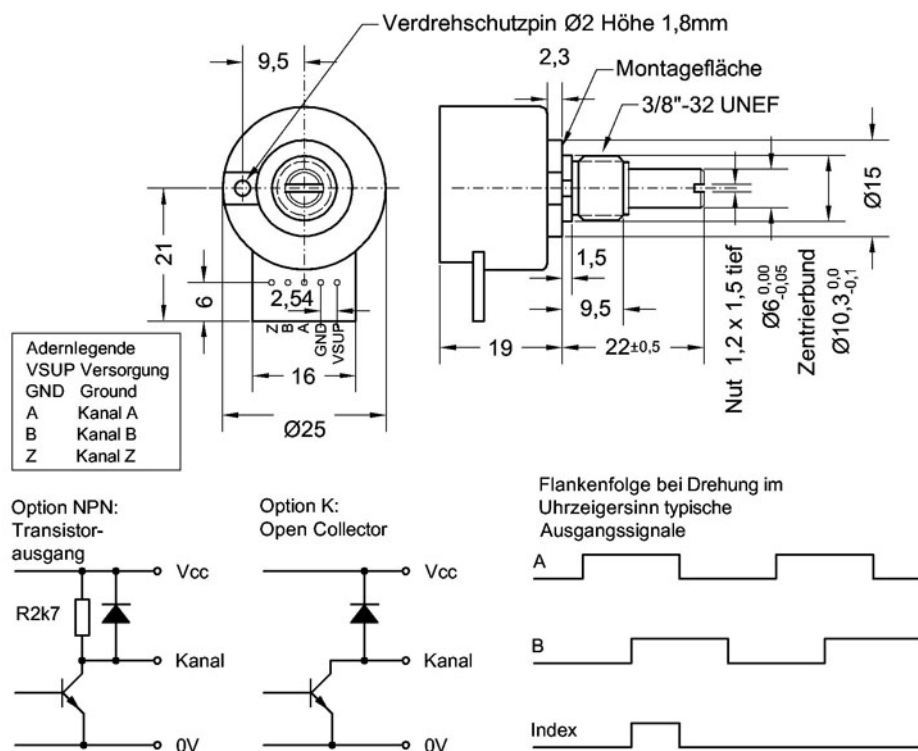 Verdrehschutzpin Ø2 Höhe 1,8mm
9,5
2,3
Montagefläche
3/8"-32 UNEF
Ø15
21
6
2,54
Z
B
A
GND
VSUP
16
Ø25
1,5
9,5
19
22±0,5
Nut 1,2 x 1,5 tief
Ø6 0,00 -0,05
Zentrierbund
Ø10,3 0,0 -0,1
Adernlegende
VSUP Versorgung
GND Ground
A Kanal A
B Kanal B
Z Kanal Z
Option NPN:
Transistor-
ausgang
Vcc
R2k7
Kanal
0V
Option K:
Open Collector
Vcc
Kanal
0V
Flankenfolge bei Drehung im
Uhrzeigersinn typische
Ausgangssignale
A
B
Index